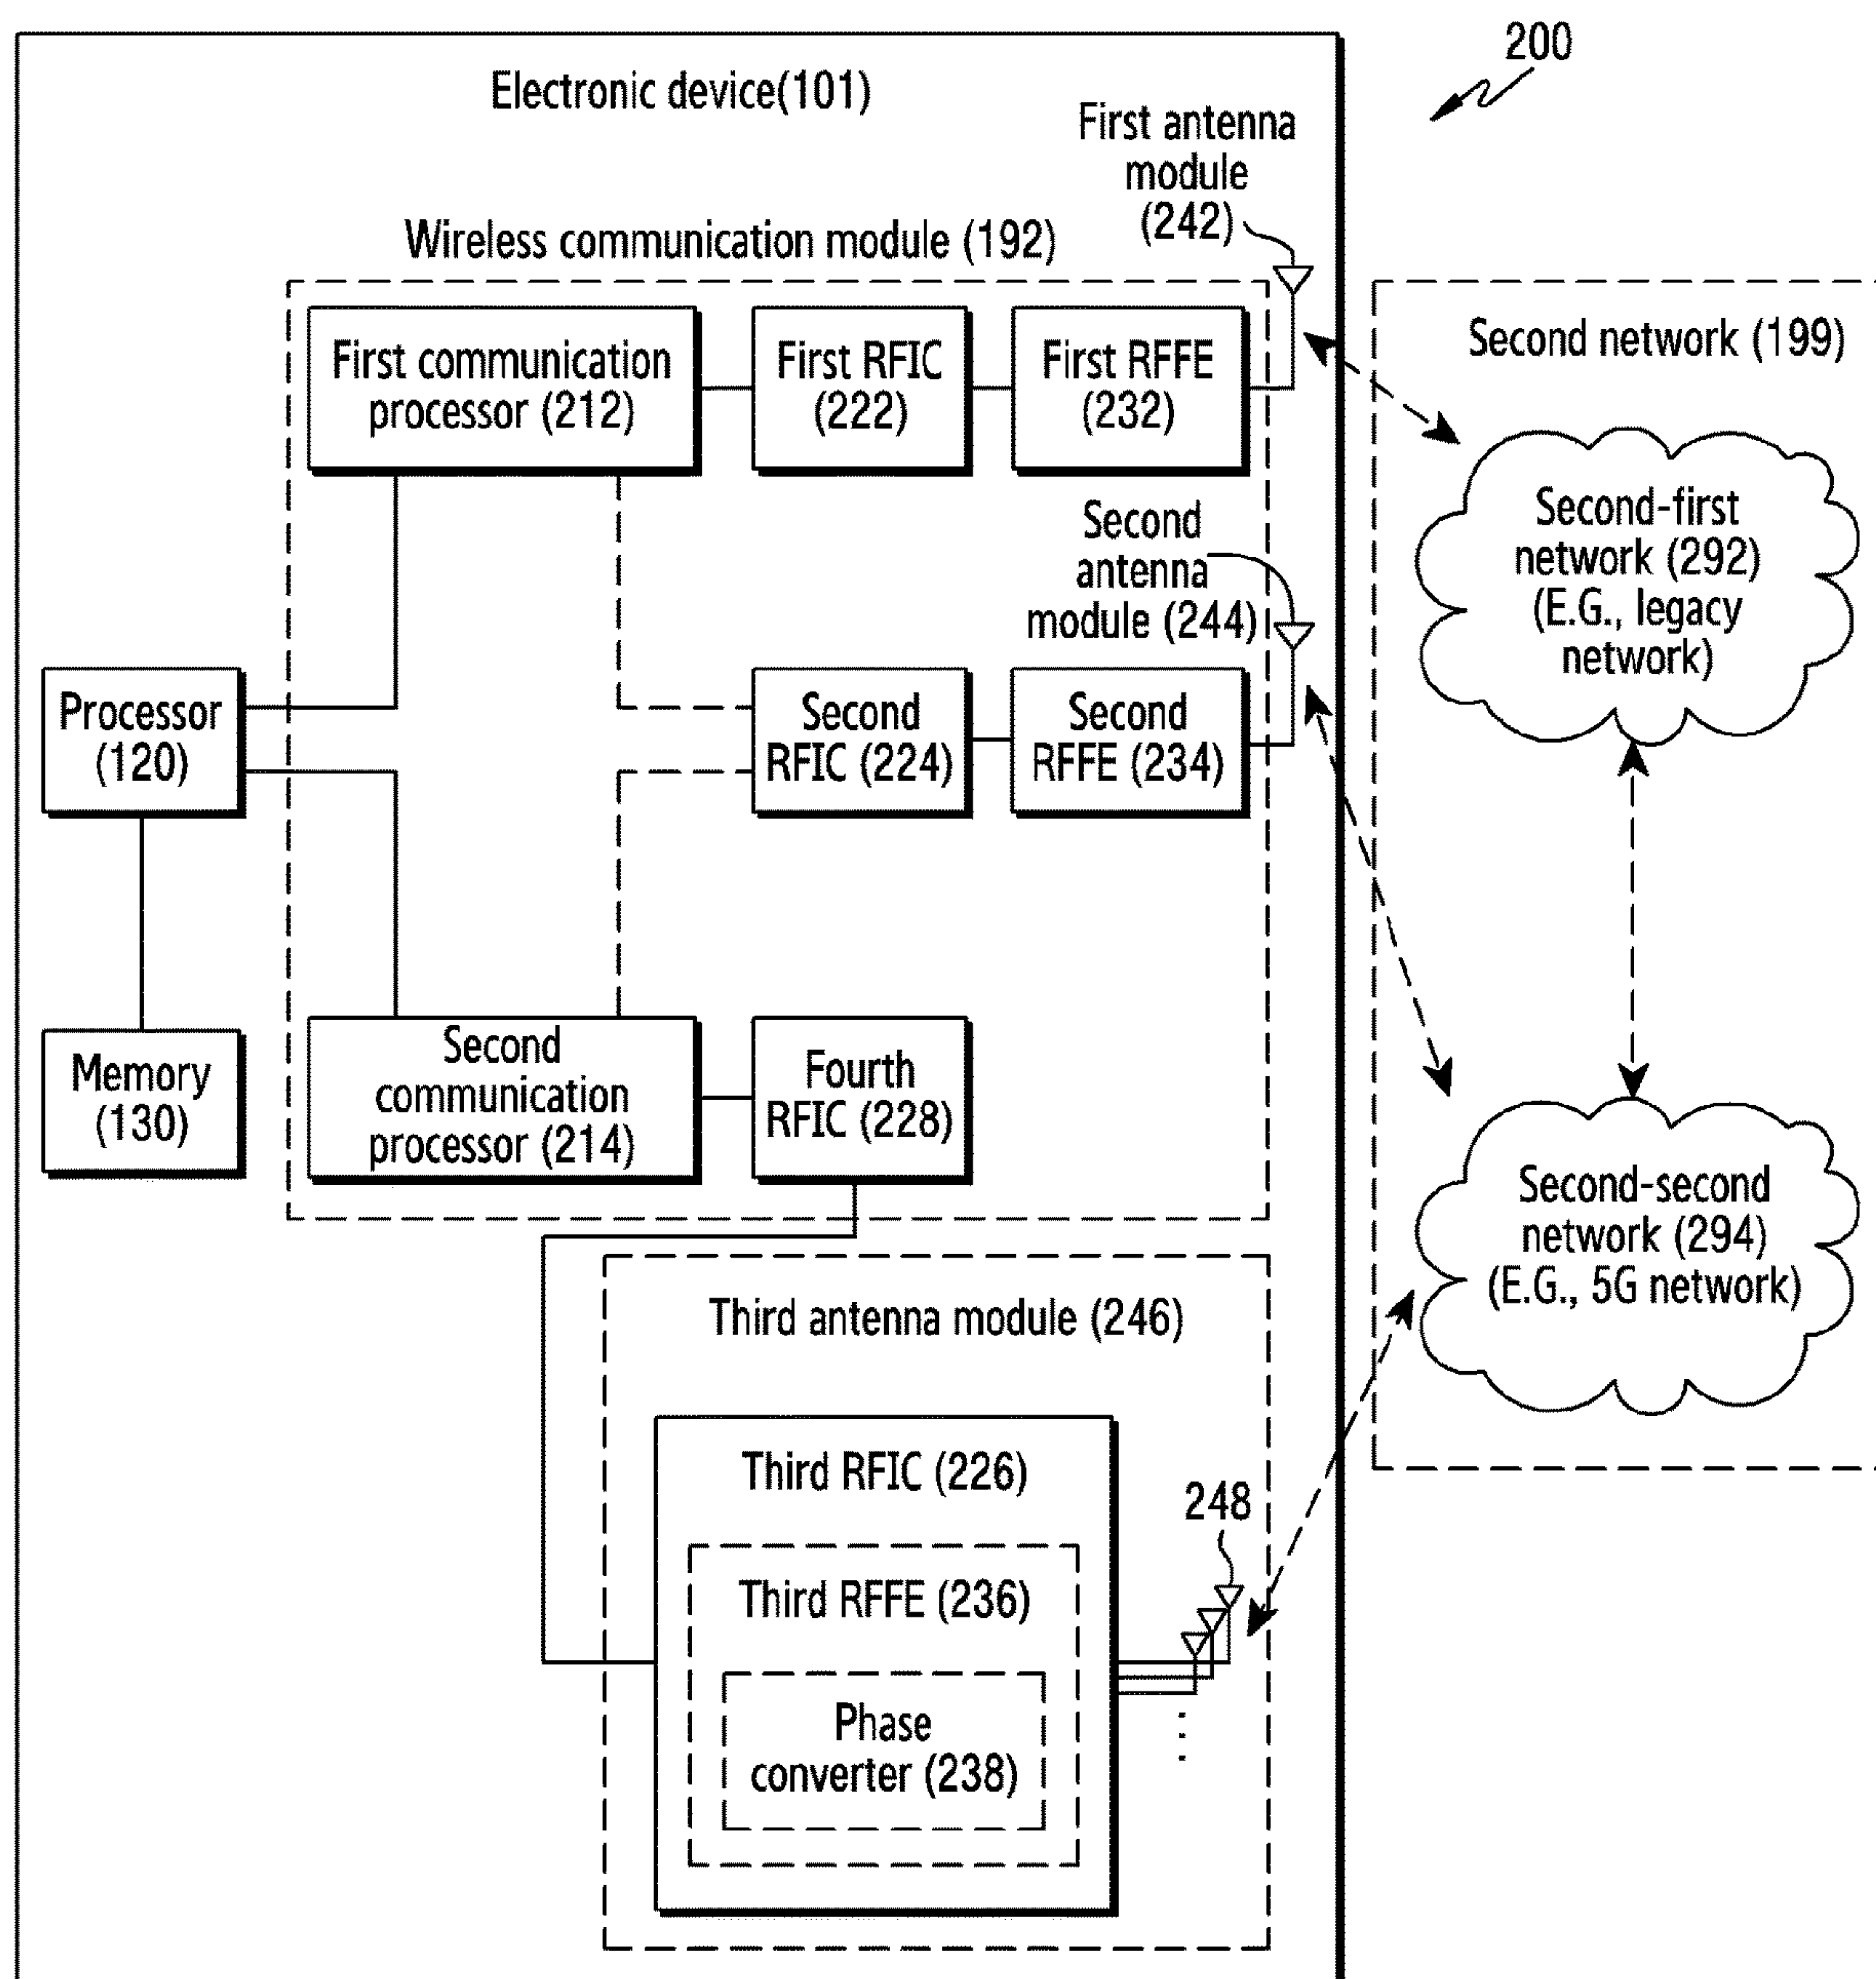 200
Electronic device(101)
First antenna
module
(242)
Wireless communication module (192)
First communication
processor (212)
First RFIC
(222)
First RFFE
(232)
Second network (199)
Second-first
network (292)
(E.G., legacy
network)
Second
antenna
module (244)
Processor
(120)
Second
RFIC (224)
Second
RFFE (234)
Memory
(130)
Second
communication
processor (214)
Fourth
RFIC (228)
Second-second
network (294)
(E.G., 5G network)
Third antenna module (246)
Third RFIC (226)
248
Third RFFE (236)
Phase
converter (238)